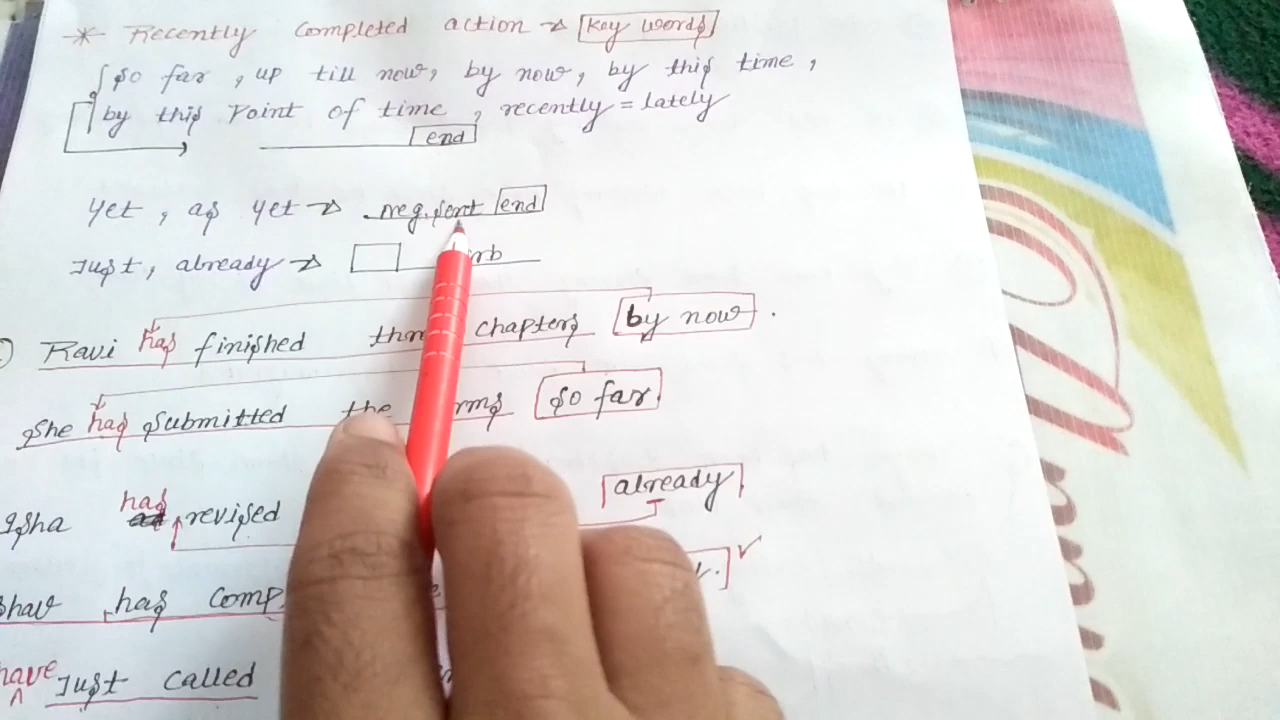 * Recently completed action → key words
so far, up till now, by now, by this time,
by this Point of time, recently = lately
end
yet, as yet → neg. sent end
Just, already →
Ravi has finished chapters by now.
She has submitted the so far.
Isha has revised already
has
have Just called